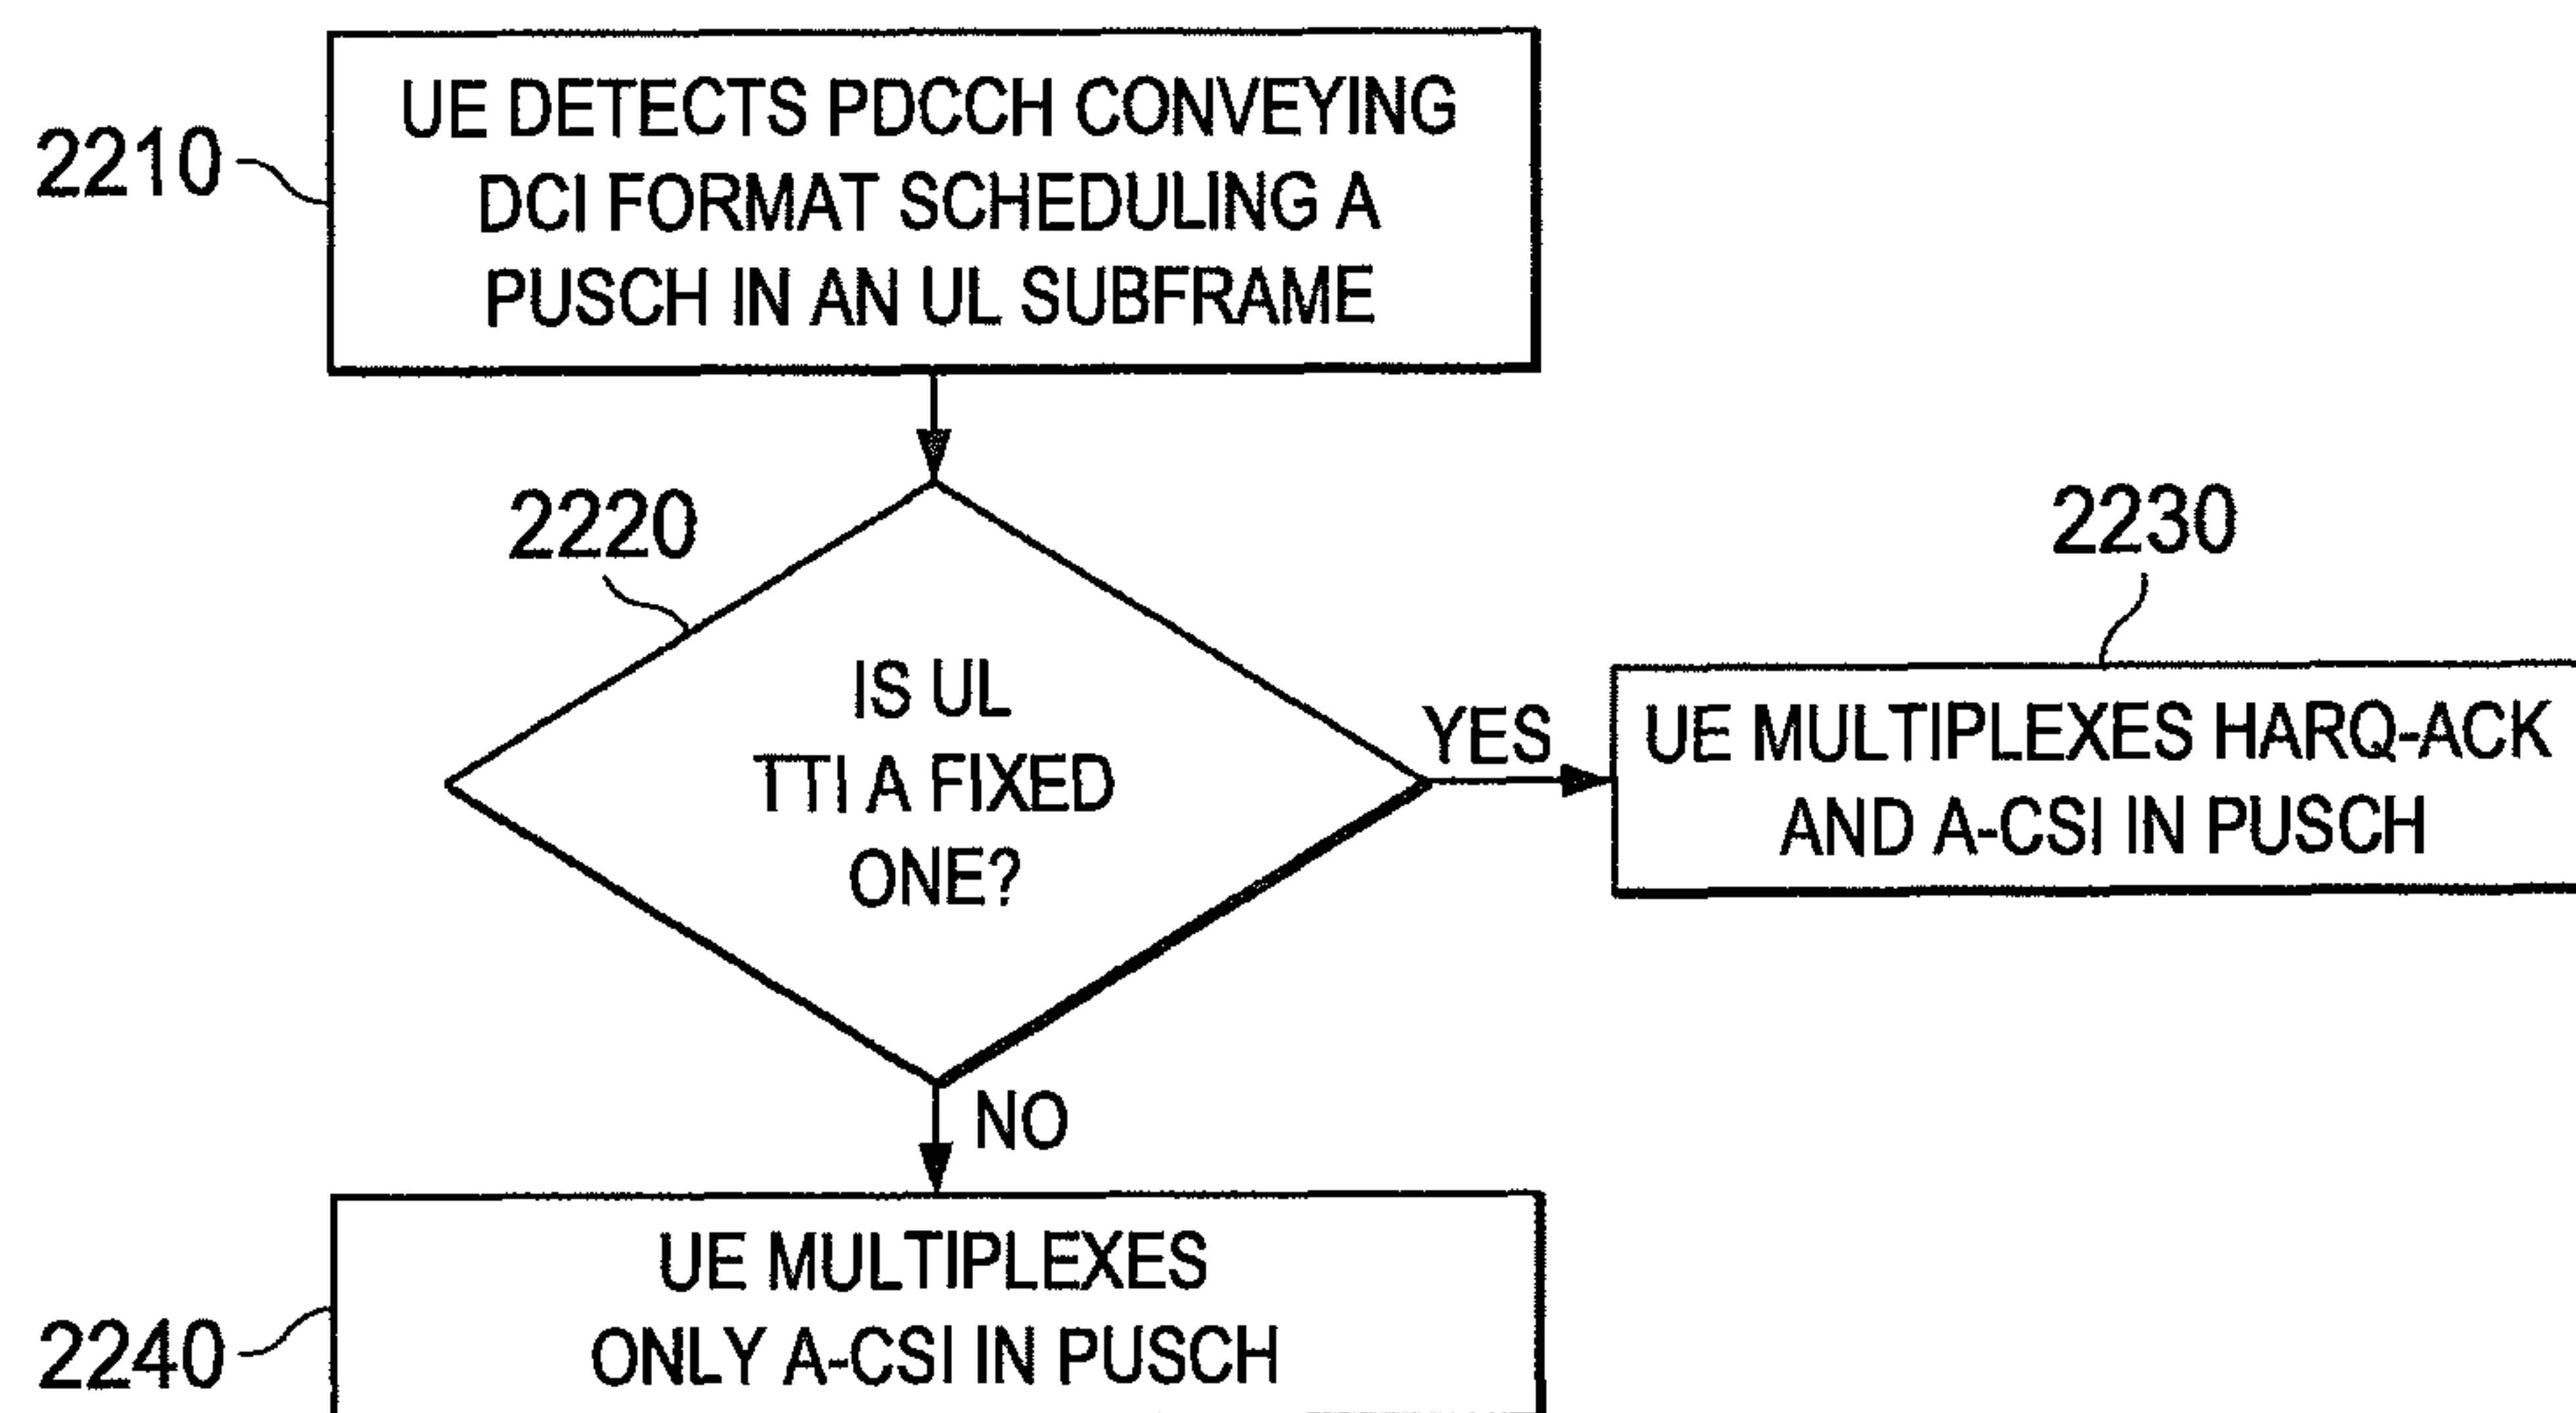 2210
UE DETECTS PDCCH CONVEYING
DCI FORMAT SCHEDULING A
PUSCH IN AN UL SUBFRAME
2220
IS UL
TTI A FIXED
ONE?
YES
2230
UE MULTIPLEXES HARQ-ACK
AND A-CSI IN PUSCH
NO
2240
UE MULTIPLEXES
ONLY A-CSI IN PUSCH